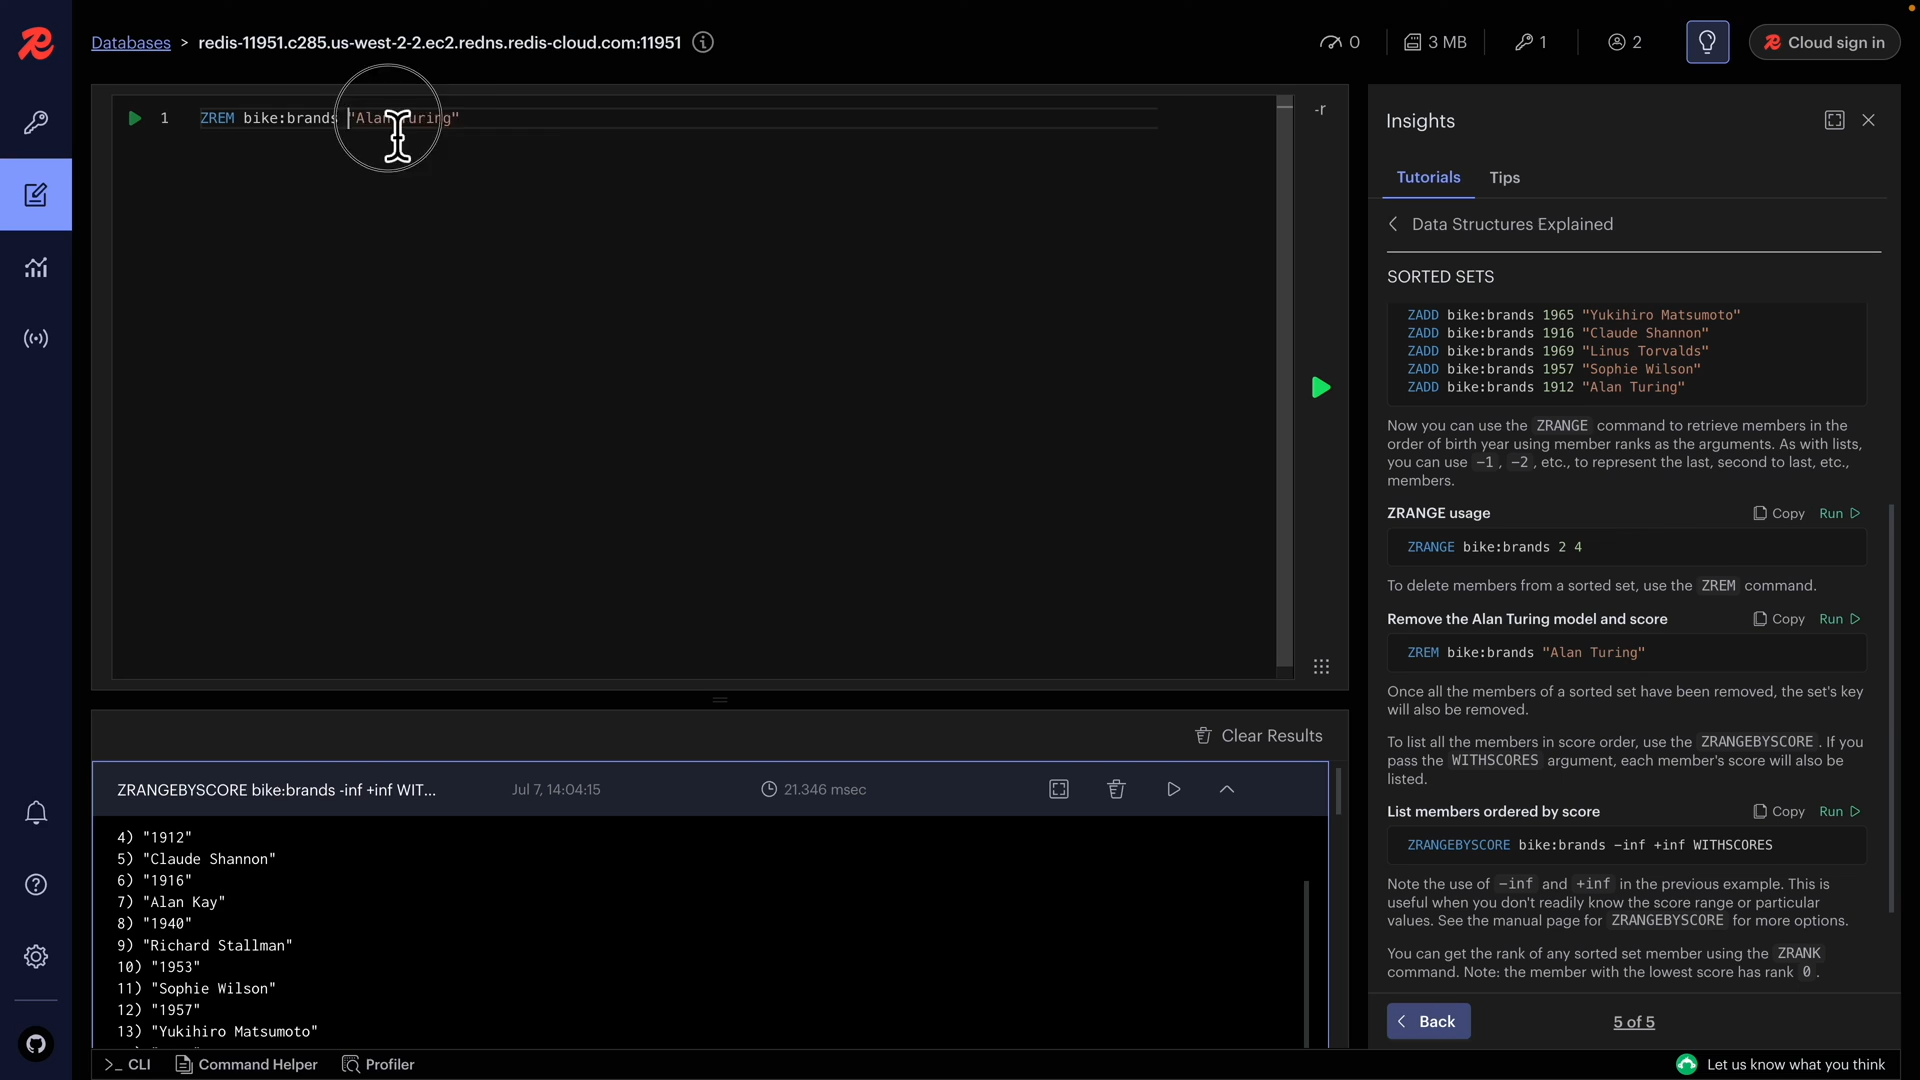 Databases > redis-11951.c285.us-west-2-2.ec2.redns.redis-cloud.com:11951
0
3 MB
1
2
Cloud sign in
1 ZREM bike:brands "Alan Turing"
-r
Clear Results
ZRANGEBYSCORE bike:brands -inf +inf WIT...
Jul 7, 14:04:15
21.346 msec
4) "1912"
5) "Claude Shannon"
6) "1916"
7) "Alan Kay"
8) "1940"
9) "Richard Stallman"
10) "1953"
11) "Sophie Wilson"
12) "1957"
13) "Yukihiro Matsumoto"
Insights
Tutorials
Tips
Data Structures Explained
SORTED SETS
ZADD bike:brands 1965 "Yukihiro Matsumoto"
ZADD bike:brands 1916 "Claude Shannon"
ZADD bike:brands 1969 "Linus Torvalds"
ZADD bike:brands 1957 "Sophie Wilson"
ZADD bike:brands 1912 "Alan Turing"
Now you can use the ZRANGE command to retrieve members in the
order of birth year using member ranks as the arguments. As with lists,
you can use -1, -2, etc., to represent the last, second to last, etc.,
members.
ZRANGE usage
Copy
Run
ZRANGE bike:brands 2 4
To delete members from a sorted set, use the ZREM command.
Remove the Alan Turing model and score
Copy
Run
ZREM bike:brands "Alan Turing"
Once all the members of a sorted set have been removed, the set's key
will also be removed.
To list all the members in score order, use the ZRANGEBYSCORE. If you
pass the WITHSCORES argument, each member's score will also be
listed.
List members ordered by score
Copy
Run
ZRANGEBYSCORE bike:brands -inf +inf WITHSCORES
Note the use of -inf and +inf in the previous example. This is
useful when you don't readily know the score range or particular
values. See the manual page for ZRANGEBYSCORE for more options.
You can get the rank of any sorted set member using the ZRANK
command. Note: the member with the lowest score has rank 0.
Back
5 of 5
>_ CLI
Command Helper
Profiler
Let us know what you think